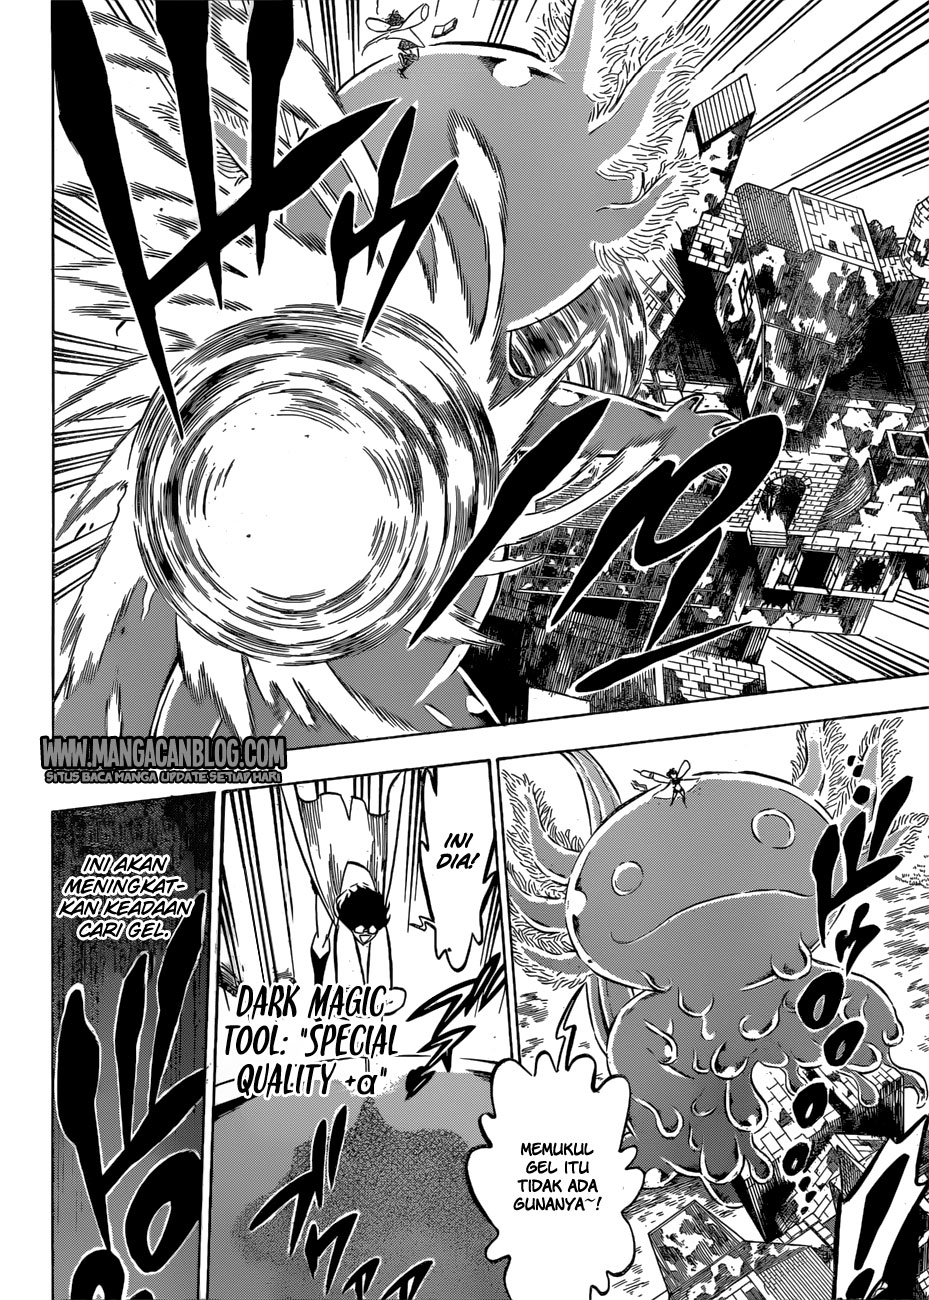 WWW.MANGACANBLOG.COM
SITUS BACA MANGA UPDATE SETIAP HARI
MEMUKUL
GEL ITU
TIDAK ADA
GUNANYA~!
INI
DIA!
DARK MAGIC
TOOL: "SPECIAL
QUALITY +α"
INI AKAN
MENINGKAT-
KAN KEADAAN
CARI GEL.